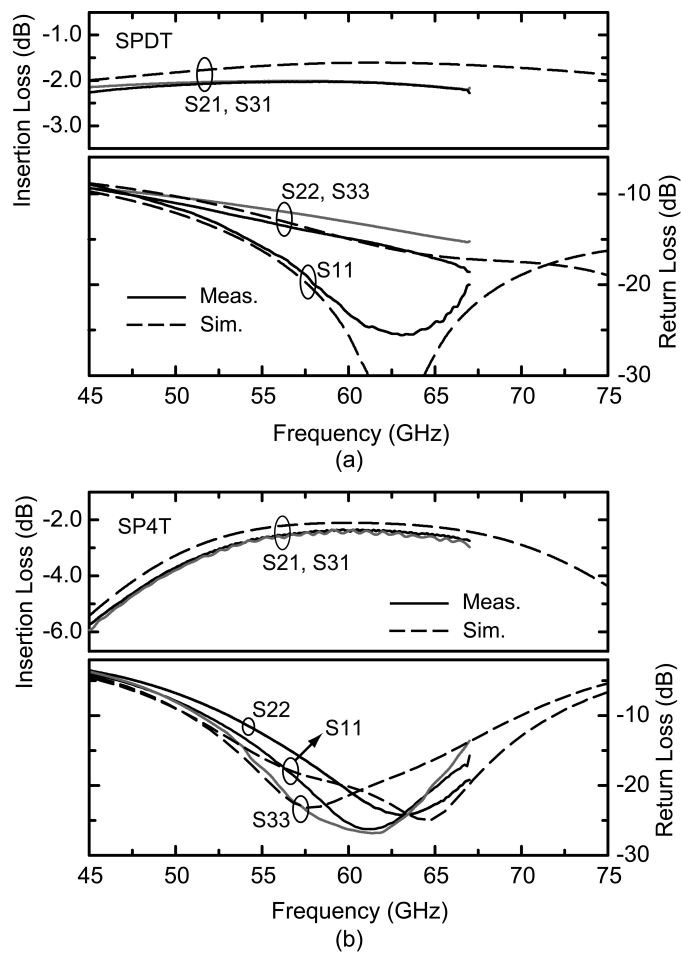 Insertion Loss (dB)
-1.0
SPDT
-2.0
S21, S31
-3.0
S22, S33
-10
Return Loss (dB)
S11
Meas.
-20
Sim.
-30
45 50 55 60 65 70 75
Frequency (GHz)
(a)
Insertion Loss (dB)
-2.0
SP4T
S21, S31
-4.0
Meas.
Sim.
-6.0
S22
-10
Return Loss (dB)
S11
-20
S33
-30
45 50 55 60 65 70 75
Frequency (GHz)
(b)